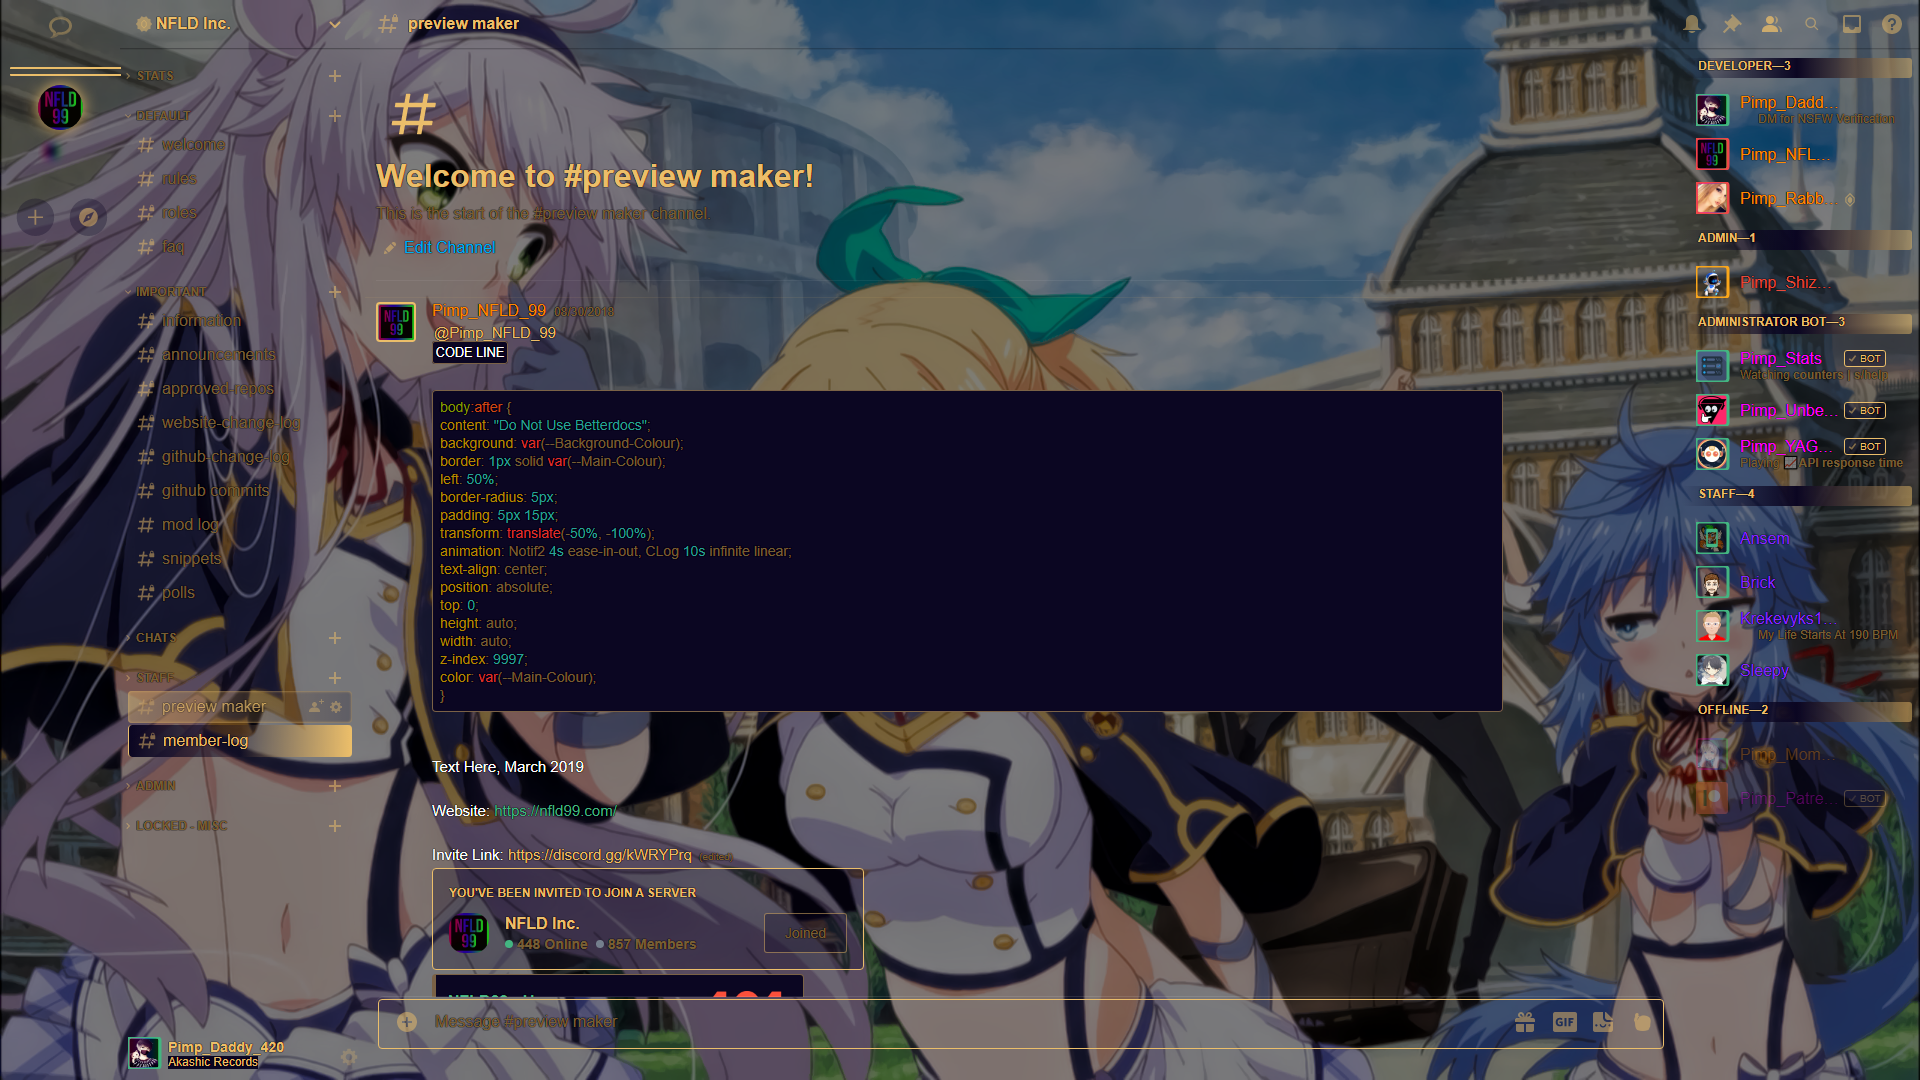 NFLD Inc.
STATS
DEFAULT
welcome
rules
roles
faq
IMPORTANT
information
announcements
approved-repos
website-change-log
github-change-log
github commits
mod log
snippets
polls
CHATS
STAFF
preview maker
member-log
ADMIN
LOCKED - MISC
Pimp_Daddy_420
Akashic Records
# preview maker
#
Welcome to #preview maker!
This is the start of the #preview maker channel.
Edit Channel
NFLD
99
Pimp_NFLD_99 08/30/2018
@Pimp_NFLD_99
CODE LINE
body:after {
content: "Do Not Use Betterdocs";
background: var(--Background-Colour);
border: 1px solid var(--Main-Colour);
left: 50%;
border-radius: 5px;
padding: 5px 15px;
transform: translate(-50%, -100%);
animation: Notif2 4s ease-in-out, CLog 10s infinite linear;
text-align: center;
position: absolute;
top: 0;
height: auto;
width: auto;
z-index: 9997;
color: var(--Main-Colour);
}
Text Here, March 2019
Website: https://nfld99.com/
Invite Link: https://discord.gg/kWRYPrq (edited)
YOU'VE BEEN INVITED TO JOIN A SERVER
NFLD
99
NFLD Inc.
448 Online 857 Members
Joined
Message #preview maker
GIF
DEVELOPER—3
Pimp_Dadd...
DM for NSFW Verification
Pimp_NFL...
Pimp_Rabb...
ADMIN—1
Pimp_Shiz...
ADMINISTRATOR BOT—3
Pimp_Stats ✓ BOT
Watching counters | s!help
Pimp_Unbe... ✓ BOT
Pimp_YAG... ✓ BOT
Playing API response time
STAFF—4
Ansem
Brick
Krekevyks1...
My Life Starts At 190 BPM
Sleepy
OFFLINE—2
Pimp_Mom...
Pimp_Patre... ✓ BOT